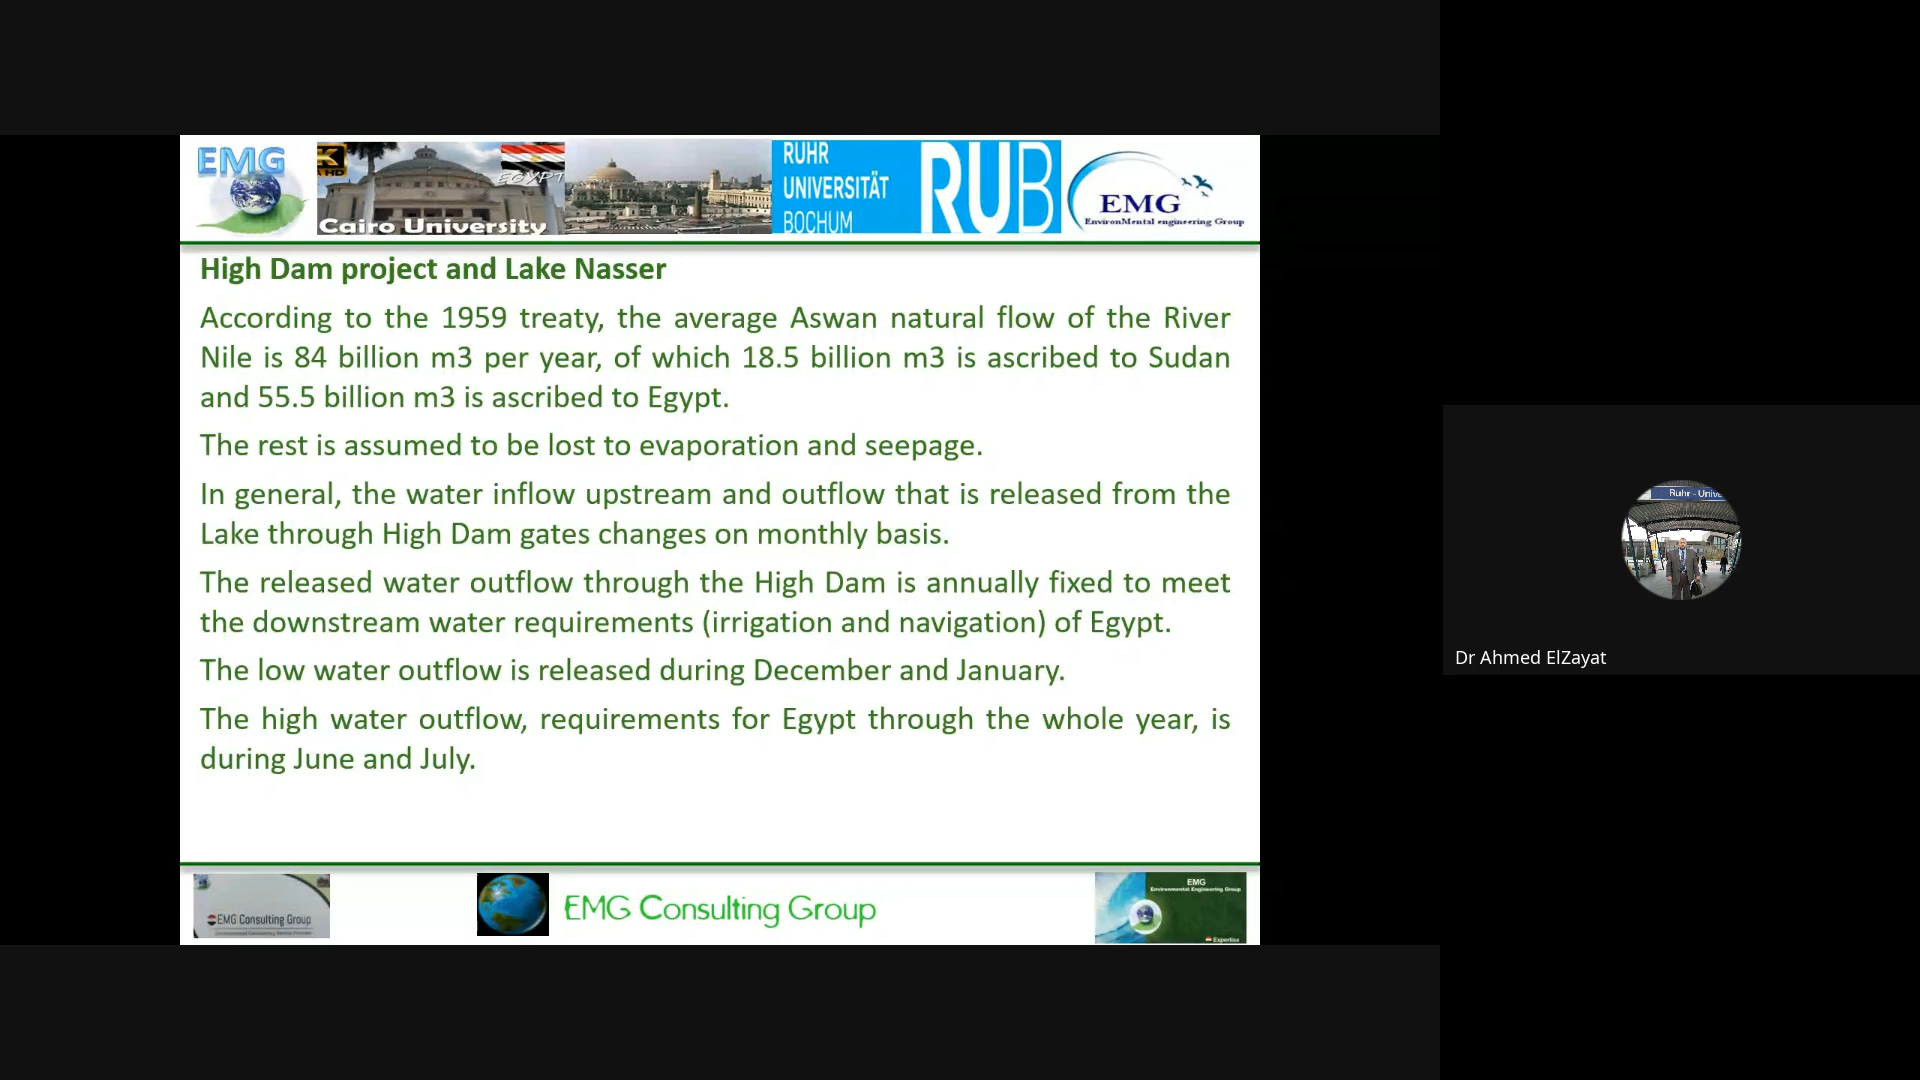 EMG
K
HD
EGYPT
Cairo University
RUHR
UNIVERSITÄT
BOCHUM
RUB
EMG
EnvironMental engineering Group
High Dam project and Lake Nasser
According to the 1959 treaty, the average Aswan natural flow of the River
Nile is 84 billion m3 per year, of which 18.5 billion m3 is ascribed to Sudan
and 55.5 billion m3 is ascribed to Egypt.
The rest is assumed to be lost to evaporation and seepage.
In general, the water inflow upstream and outflow that is released from the
Lake through High Dam gates changes on monthly basis.
The released water outflow through the High Dam is annually fixed to meet
the downstream water requirements (irrigation and navigation) of Egypt.
The low water outflow is released during December and January.
The high water outflow, requirements for Egypt through the whole year, is
during June and July.
EMG Consulting Group
EMG Consulting Group
EMG
Environmental Engineering Group
Expertise
Ruhr - Unive
Dr Ahmed ElZayat